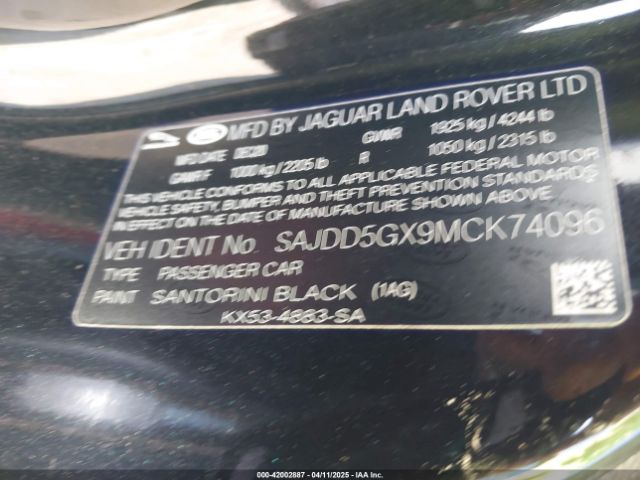 MFD BY JAGUAR LAND ROVER LTD
MFD.DATE 08/20 GVWR 1925 kg / 4244 lb
GAWR F 1000 kg / 2205 lb R 1050 kg / 2315 lb
THIS VEHICLE CONFORMS TO ALL APPLICABLE FEDERAL MOTOR
VEHICLE SAFETY, BUMPER AND THEFT PREVENTION STANDARDS
IN EFFECT ON THE DATE OF MANUFACTURE SHOWN ABOVE
VEH IDENT No. SAJDD5GX9MCK74096
TYPE PASSENGER CAR
PAINT SANTORINI BLACK (1AG)
KX53-4863-SA
000-42002887 - 04/11/2025 - IAA Inc.